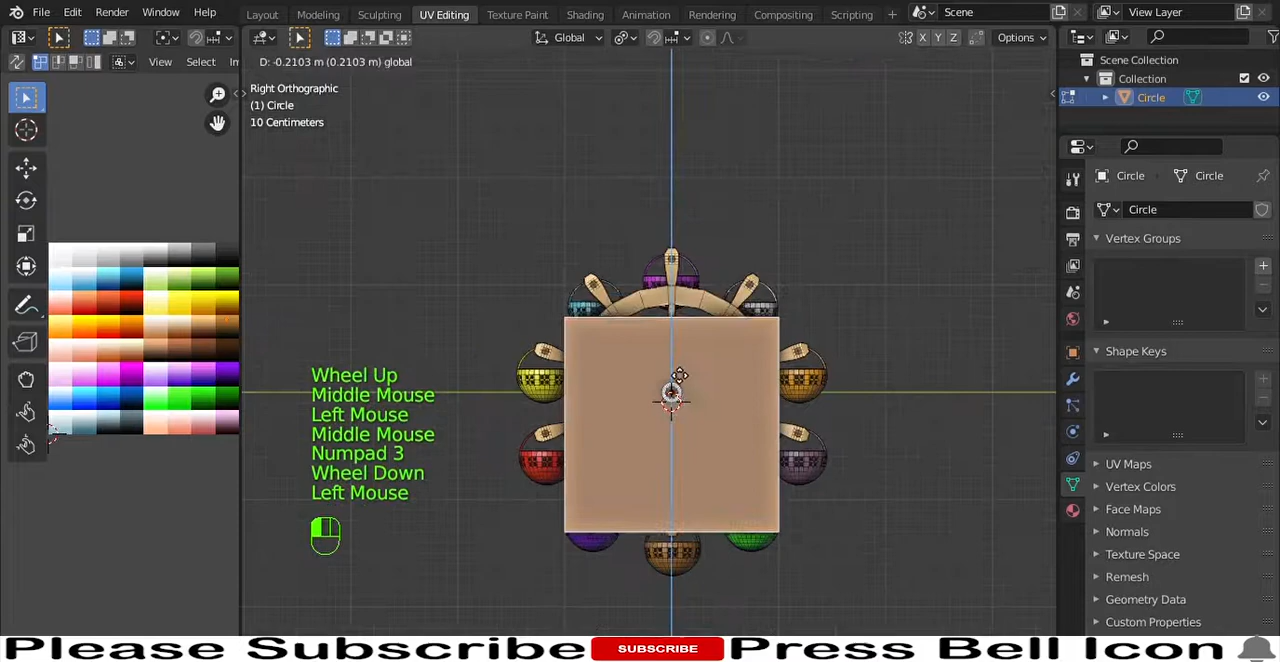 File Edit Render Window Help
Layout Modeling Sculpting UV Editing Texture Paint Shading Animation Rendering Compositing Scripting
Scene
View Layer
Global
X Y Z
Options
View Select
D: -0.2103 m (0.2103 m) global
Right Orthographic
(1) Circle
10 Centimeters
Scene Collection
Collection
Circle
Circle
Circle
Circle
Vertex Groups
Shape Keys
UV Maps
Vertex Colors
Face Maps
Normals
Texture Space
Remesh
Geometry Data
Custom Properties
Wheel Up
Middle Mouse
Left Mouse
Middle Mouse
Numpad 3
Wheel Down
Left Mouse
Please Subscribe SUBSCRIBE Press Bell Icon